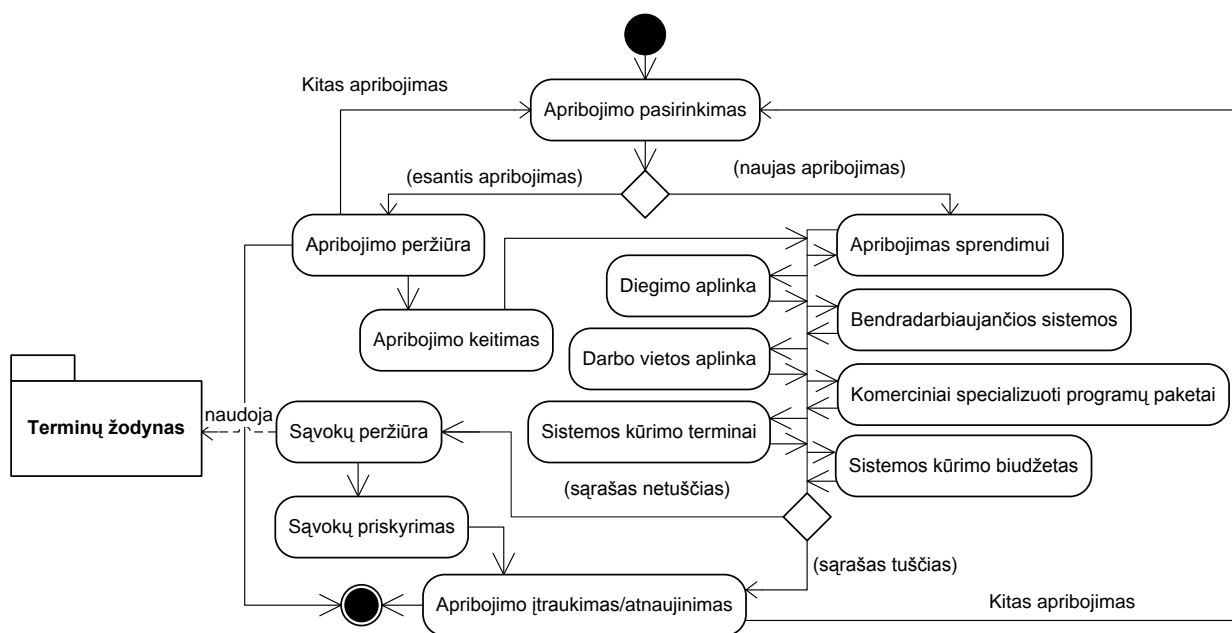 Kitas apribojimas
Apribojimo pasirinkimas
(esantis apribojimas)
(naujas apribojimas)
Apribojimo peržiūra
Apribojimas sprendimui
Diegimo aplinka
Bendradarbiaujančios sistemos
Apribojimo keitimas
Darbo vietos aplinka
Komerciniai specializuoti programų paketai
Terminų žodynas
naudoja
Sąvokų peržiūra
Sistemos kūrimo terminai
Sistemos kūrimo biudžetas
(sąrašas netuščias)
Sąvokų priskyrimas
(sąrašas tuščias)
Apribojimo įtraukimas/atnaujinimas
Kitas apribojimas